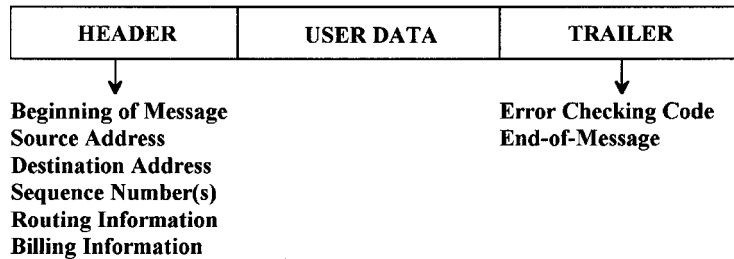 HEADER USER DATA TRAILER
Beginning of Message
Source Address
Destination Address
Sequence Number(s)
Routing Information
Billing Information
Error Checking Code
End-of-Message